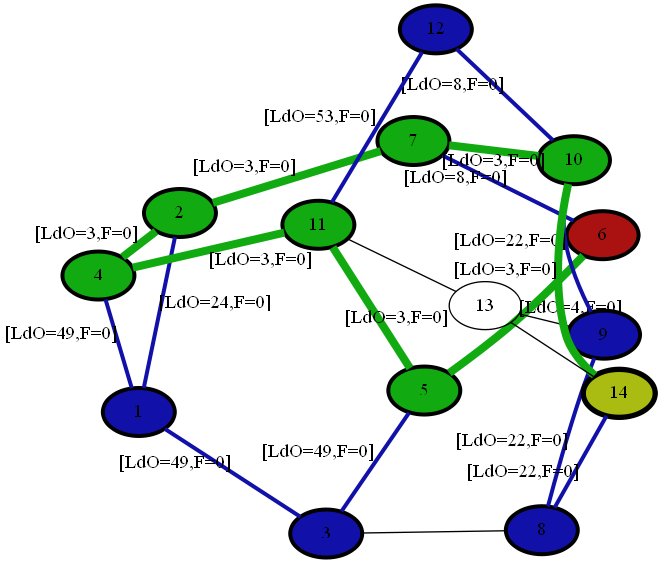 12
[LdO=8,F=0]
[LdO=53,F=0]
7
[LdO=3,F=0]
10
[LdO=3,F=0]
[LdO=8,F=0]
2
11
[LdO=3,F=0]
6
[LdO=22,F=0]
[LdO=3,F=0]
4
[LdO=3,F=0]
[LdO=24,F=0]
13
[LdO=4,F=0]
[LdO=3,F=0]
[LdO=49,F=0]
9
5
14
1
[LdO=22,F=0]
[LdO=49,F=0]
[LdO=49,F=0]
[LdO=22,F=0]
3
8